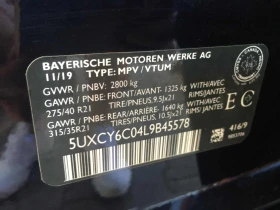 BAYERISCHE MOTOREN WERKE AG
11/19 TYPE: MPV / VTUM
GVWR / PNBV: 2800 kg
GAWR / PNBE: FRONT/AVANT- 1325 kg WITH/AVEC
275/40 R21 TIRE/PNEUS,9.5Jx21 RIMS/JANTES
GAWR / PNBE: REAR/ARRIERE- 1640 kg WITH/AVEC
315/35 R21 TIRE/PNEUS,10.5Jx21 RIMS/JANTES
EC
5UXCY6C04L9B45578
416/9